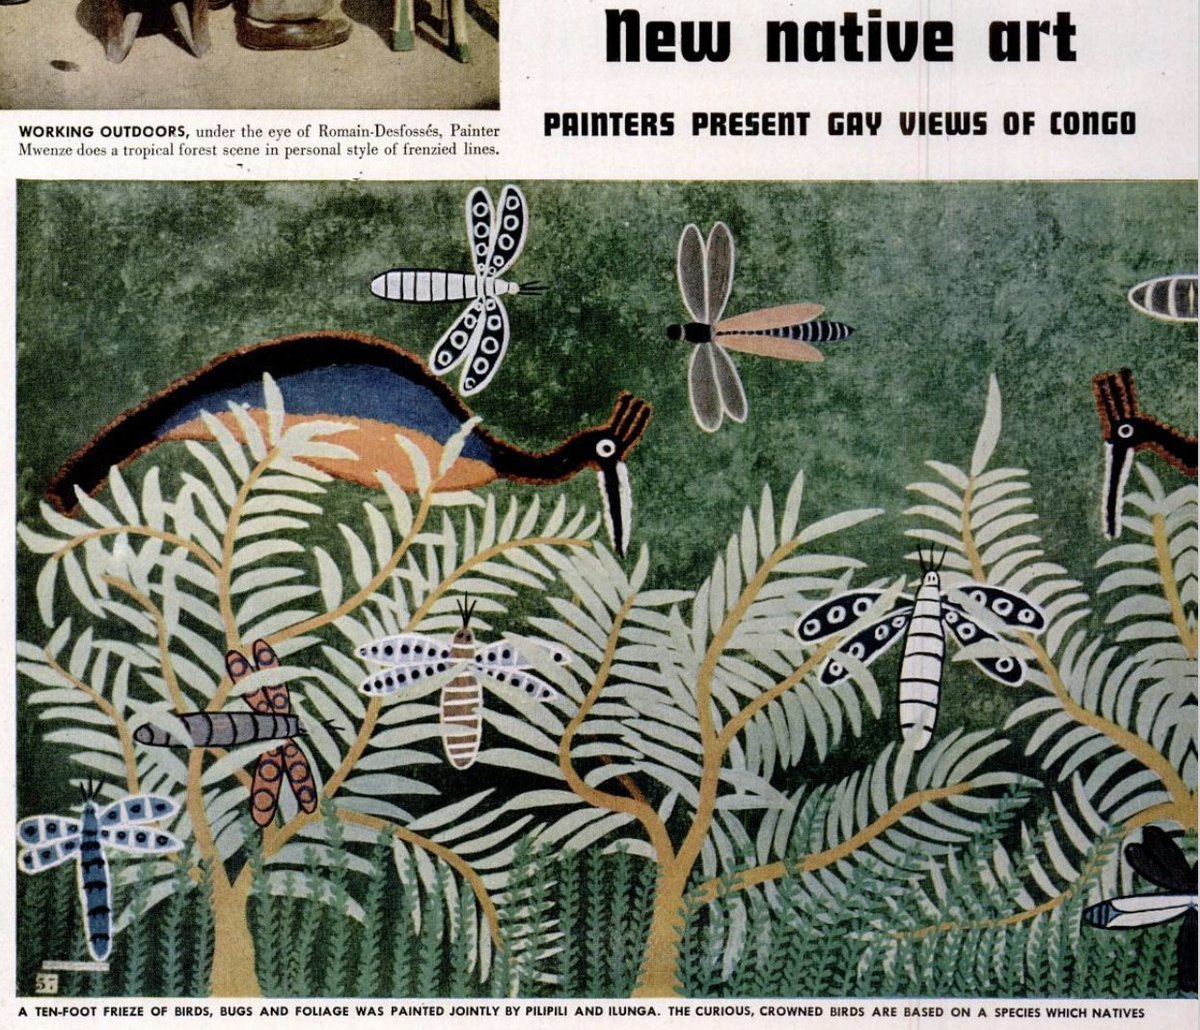 New native art
PAINTERS PRESENT GAY VIEWS OF CONGO
WORKING OUTDOORS, under the eye of Romain-Desfossés, Painter
Mwenze does a tropical forest scene in personal style of frenzied lines.
A TEN-FOOT FRIEZE OF BIRDS, BUGS AND FOLIAGE WAS PAINTED JOINTLY BY PILIPILI AND ILUNGA. THE CURIOUS, CROWNED BIRDS ARE BASED ON A SPECIES WHICH NATIVES